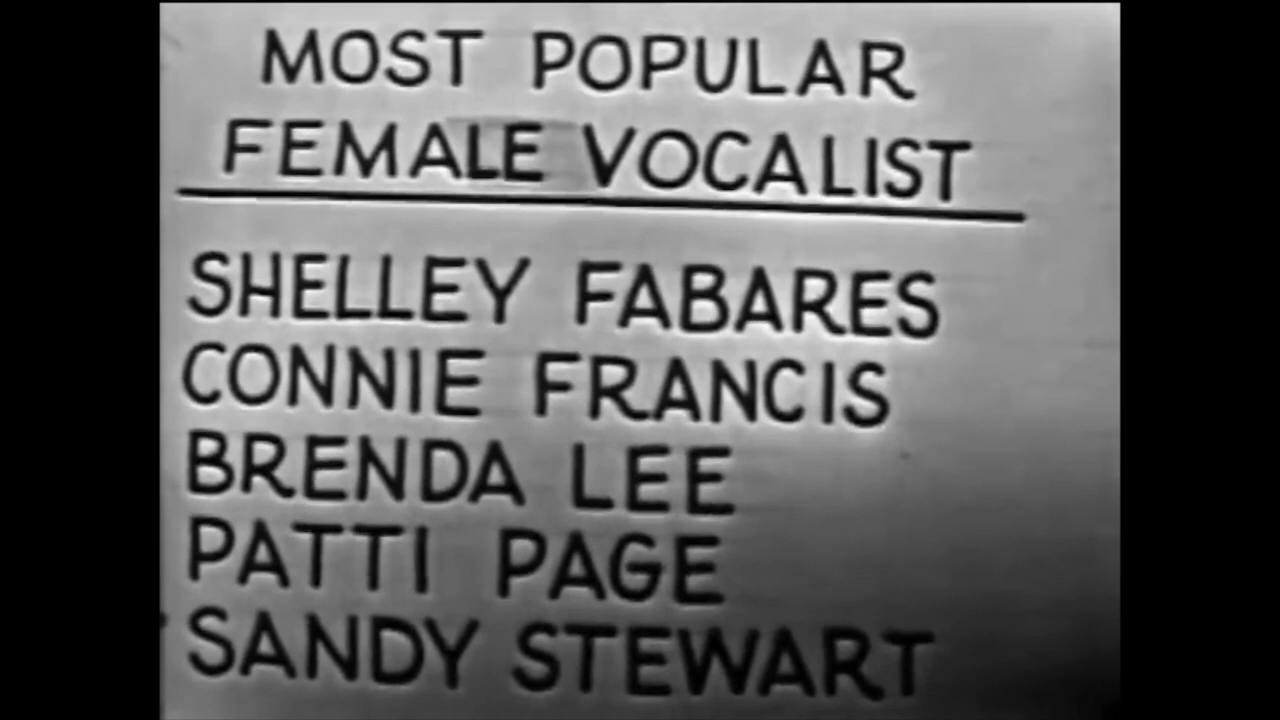 MOST POPULAR
FEMALE VOCALIST
SHELLEY FABARES
CONNIE FRANCIS
BRENDA LEE
PATTI PAGE
SANDY STEWART